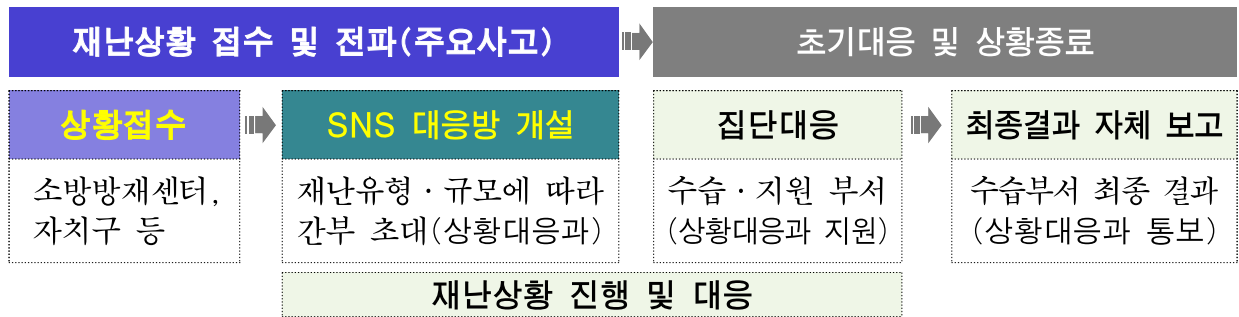 재난상황 접수 및 전파(주요사고)
초기대응 및 상황종료
상황접수
SNS 대응방 개설
집단대응
최종결과 자체 보고
소방방재센터,
자치구 등
재난유형·규모에 따라
간부 초대(상황대응과)
수습·지원 부서
(상황대응과 지원)
수습부서 최종 결과
(상황대응과 통보)
재난상황 진행 및 대응